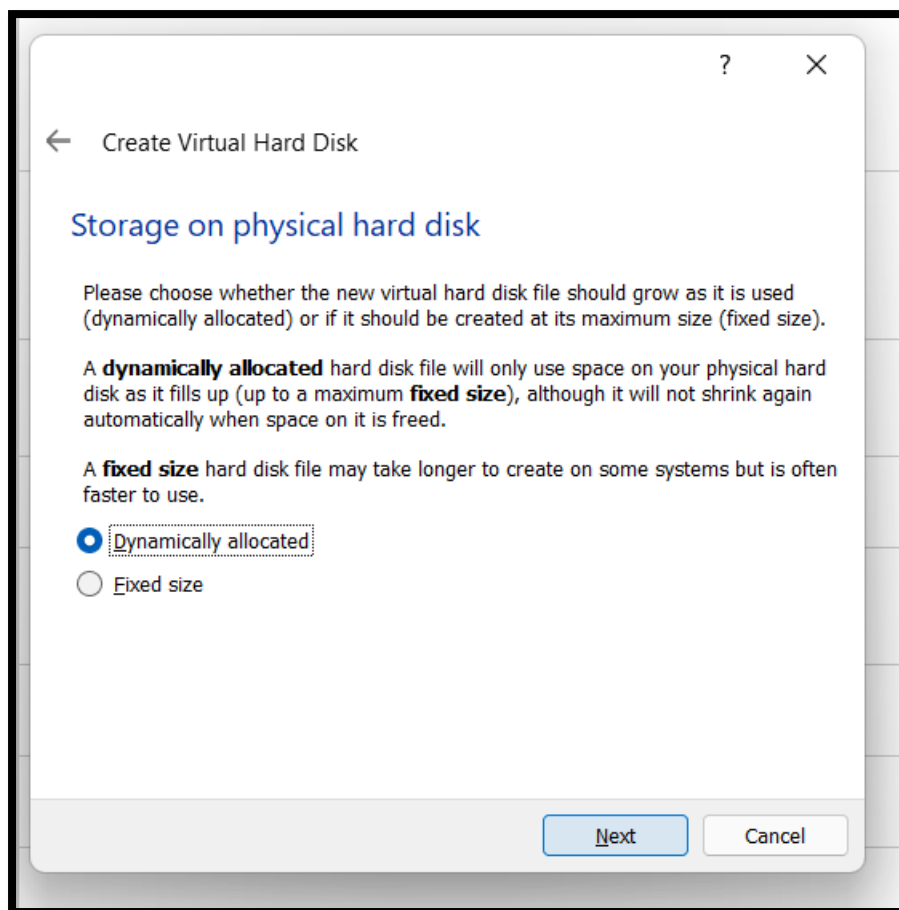 ?
Create Virtual Hard Disk
Storage on physical hard disk
Please choose whether the new virtual hard disk file should grow as it is used
(dynamically allocated) or if it should be created at its maximum size (fixed size).
A dynamically allocated hard disk file will only use space on your physical hard
disk as it fills up (up to a maximum fixed size), although it will not shrink again
automatically when space on it is freed.
A fixed size hard disk file may take longer to create on some systems but is often
faster to use.
Dynamically allocated
Fixed size
Next Cancel